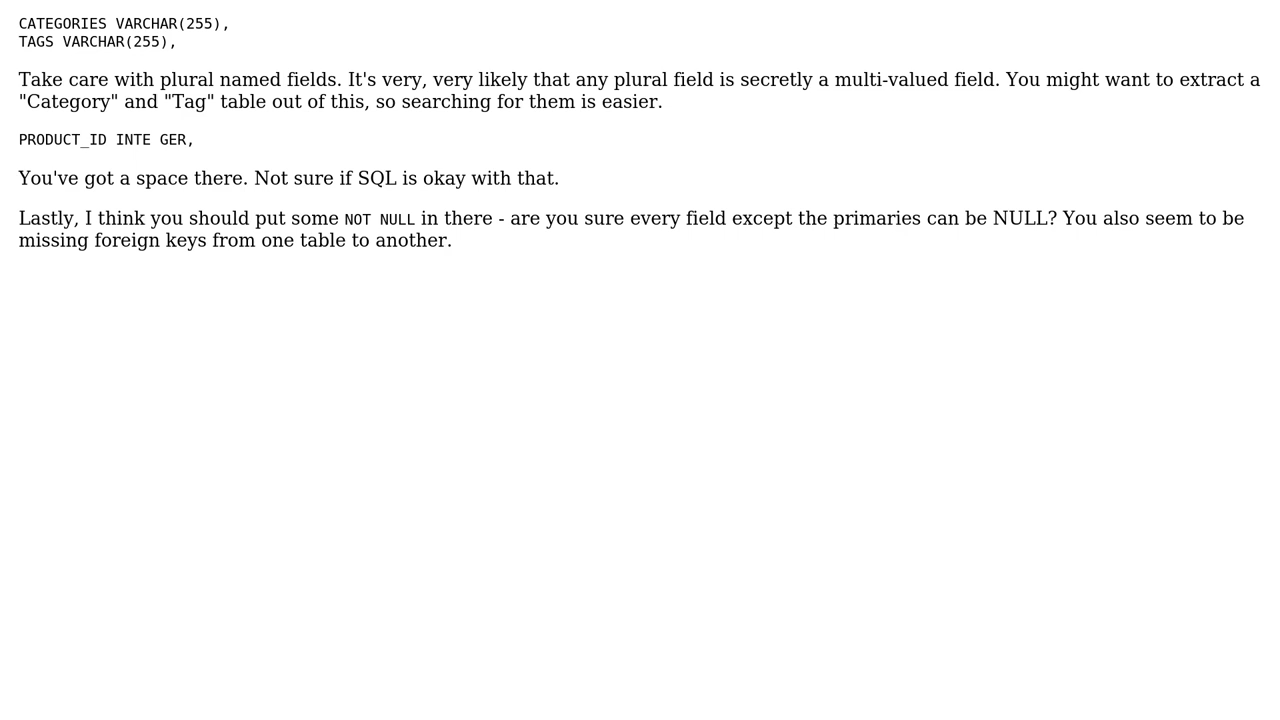 CATEGORIES VARCHAR(255),
TAGS VARCHAR(255),
Take care with plural named fields. It's very, very likely that any plural field is secretly a multi-valued field. You might want to extract a
"Category" and "Tag" table out of this, so searching for them is easier.
PRODUCT_ID INTE GER,
You've got a space there. Not sure if SQL is okay with that.
Lastly, I think you should put some NOT NULL in there - are you sure every field except the primaries can be NULL? You also seem to be
missing foreign keys from one table to another.